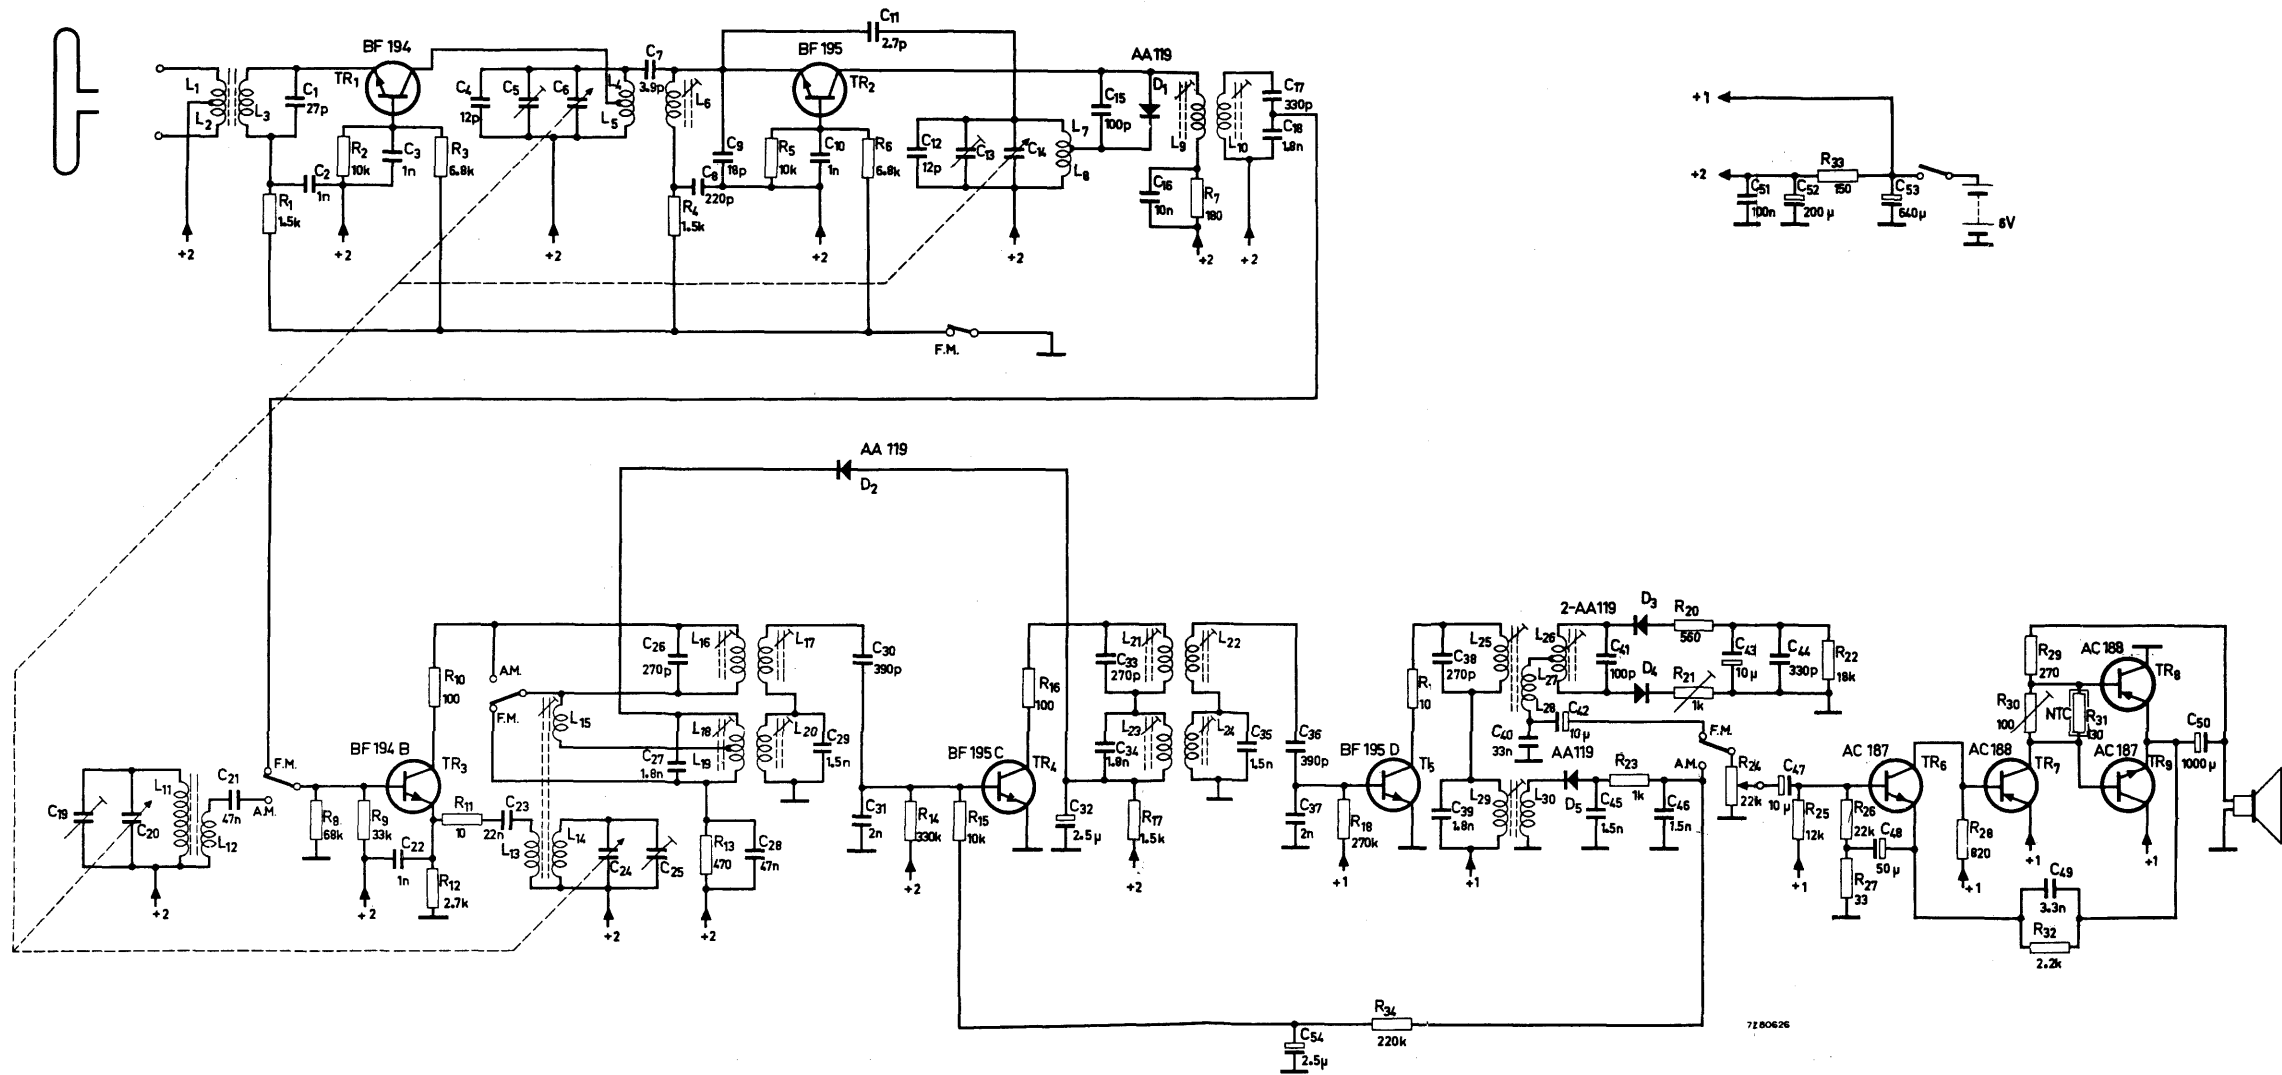 C11
2.7p
BF 194
TR1
C7
3.9p
BF 195
TR2
AA 119
D1
L1
L2
L3
C1
27p
C4
12p
C5
C6
L4
L5
L6
C15
100p
L9
L10
C17
330p
C18
1.8n
R2
10k
C3
1n
R3
6.8k
C2
1n
R1
1.5k
C9
18p
R5
10k
C10
1n
R6
6.8k
C8
220p
R4
1.5k
C12
12p
C13
C14
L7
L8
C16
10n
R7
180
+2
+2
+2
+2
+2
+2
+2
F.M.
+1
+2
R33
150
C51
100n
C52
200 µ
C53
640 µ
6V
AA 119
D2
C19
C20
L11
L12
C21
47n
F.M.
A.M.
R8
68k
R9
33k
C22
1n
BF 194 B
TR3
R10
100
R11
10
C23
22n
R12
2.7k
L13
L14
C24
C25
A.M.
F.M.
L15
C26
270p
L16
L17
L18
L19
L20
C27
1.8n
C29
1.5n
R13
470
C28
47n
C30
390p
C31
2n
R14
330k
R15
10k
BF 195 C
TR4
R16
100
C32
2.5 µ
L21
C33
270p
L22
L23
C34
1.8n
L24
C35
1.5n
R17
1.5k
C36
390p
C37
2n
R18
270k
BF 195 D
R
10
C38
270p
L25
L26
L27
L28
C39
1.8n
L29
L30
C40
33n
2-AA119
D3
D4
C41
100p
R20
560
R21
1k
C43
10 µ
C44
330p
R22
18k
C42
10 µ
AA119
D5
C45
1.5n
R23
1k
C46
1.5n
F.M.
A.M.
R24
22k
C47
10 µ
R25
12k
R26
22k
R27
33
C48
50 µ
AC 187
TR6
R28
820
AC188
TR7
R29
270
R30
100
NTC
R31
130
AC 188
TR8
AC187
TR9
C50
1000 µ
C49
3.3n
R32
2.2k
+2
+2
+2
+2
+2
+2
+1
+1
+1
+1
+1
+1
R34
220k
C54
2.5µ
7Z80626